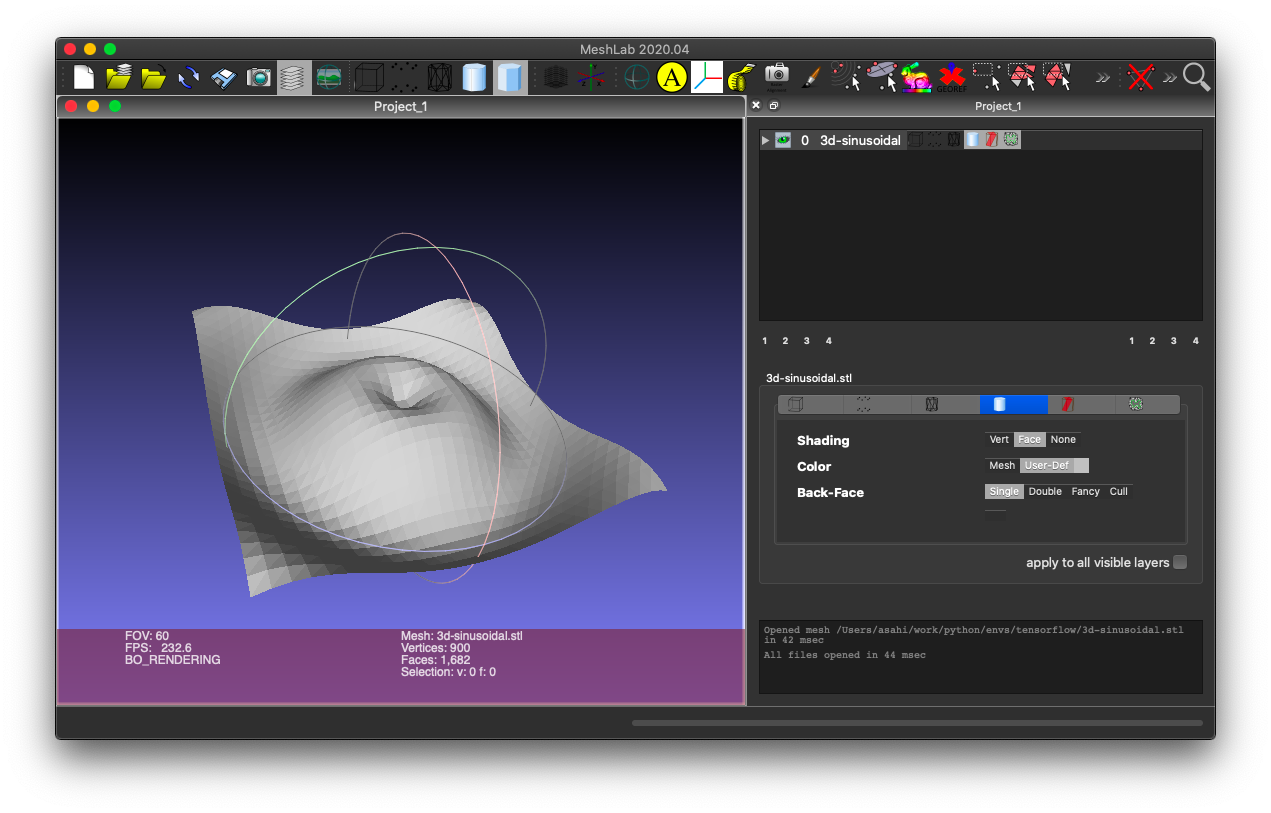 MeshLab 2020.04
A
GEOREF
Project_1
Project_1
0 3d-sinusoidal
1 2 3 4 1 2 3 4
3d-sinusoidal.stl
Shading Vert Face None
Color Mesh User-Def
Back-Face Single Double Fancy Cull
apply to all visible layers
Opened mesh /Users/asahi/work/python/envs/tensorflow/3d-sinusoidal.stl
in 42 msec
All files opened in 44 msec
FOV: 60
FPS: 232.6
BO_RENDERING
Mesh: 3d-sinusoidal.stl
Vertices: 900
Faces: 1,682
Selection: v: 0 f: 0